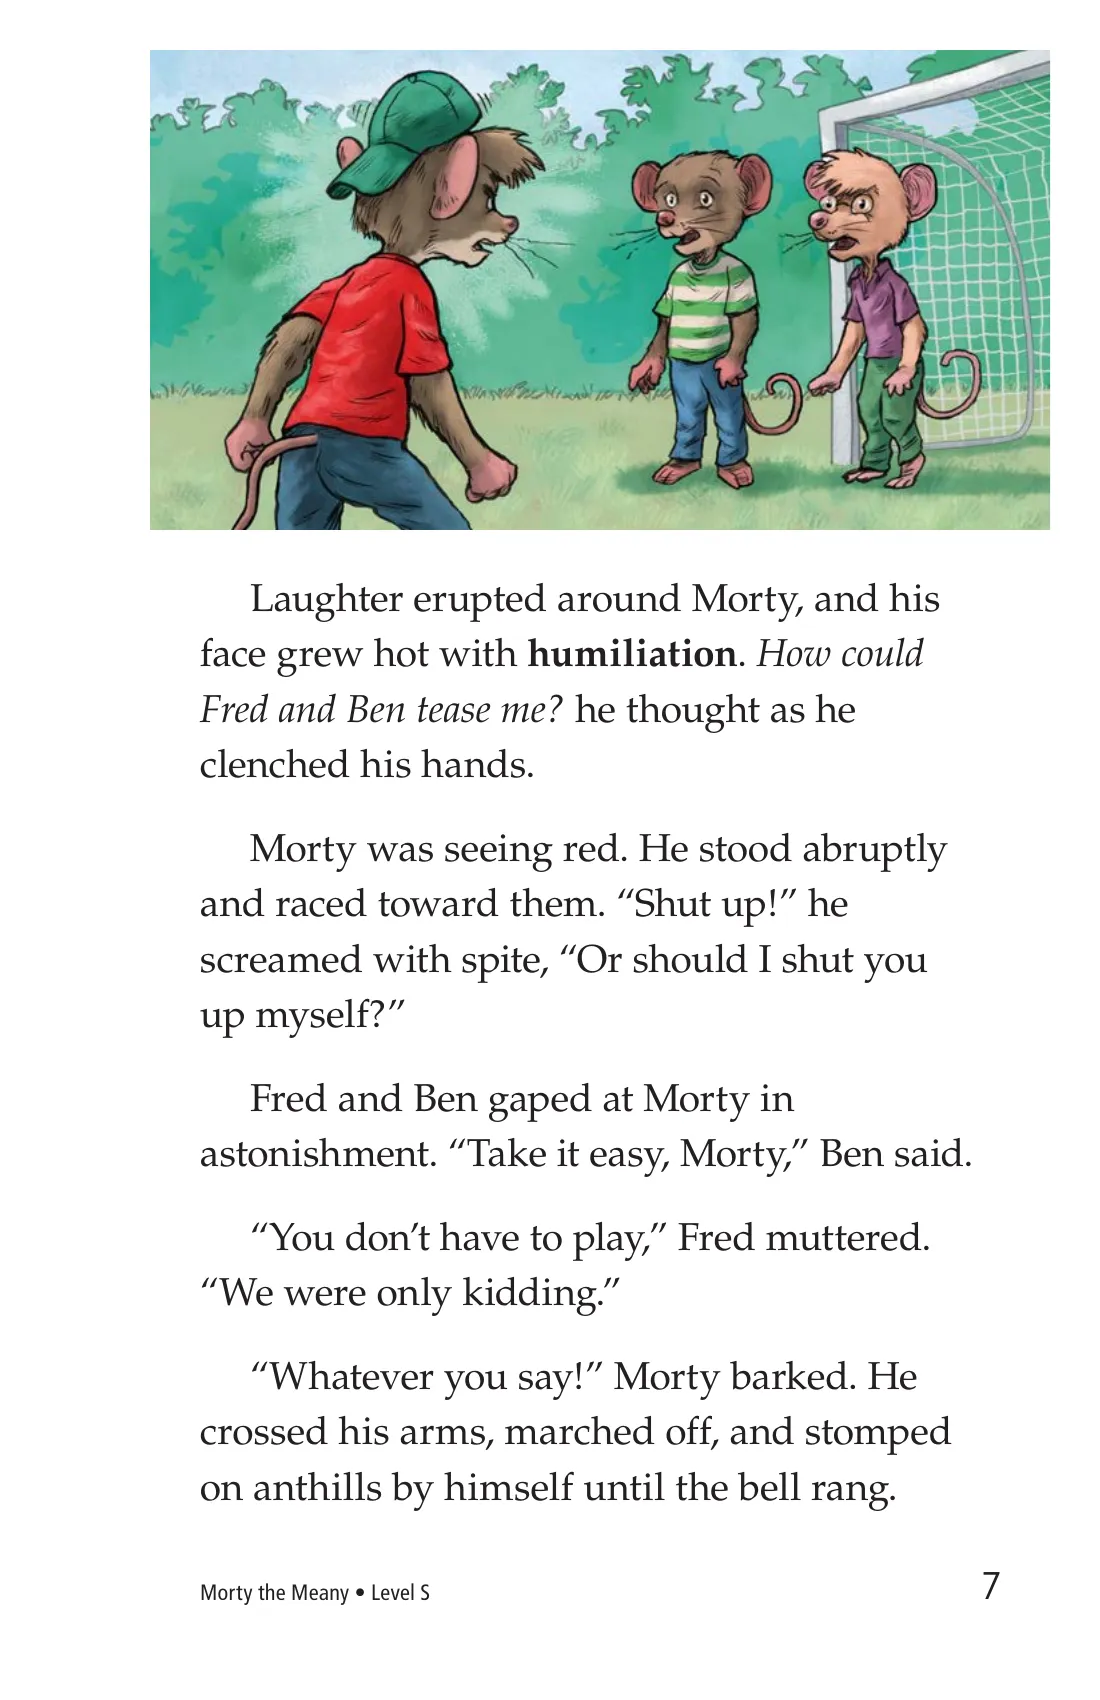 Laughter erupted around Morty, and his
face grew hot with humiliation. How could
Fred and Ben tease me? he thought as he
clenched his hands.
Morty was seeing red. He stood abruptly
and raced toward them. “Shut up!” he
screamed with spite, “Or should I shut you
up myself?”
Fred and Ben gaped at Morty in
astonishment. “Take it easy, Morty,” Ben said.
“You don’t have to play,” Fred muttered.
“We were only kidding.”
“Whatever you say!” Morty barked. He
crossed his arms, marched off, and stomped
on anthills by himself until the bell rang.
Morty the Meany • Level S
7